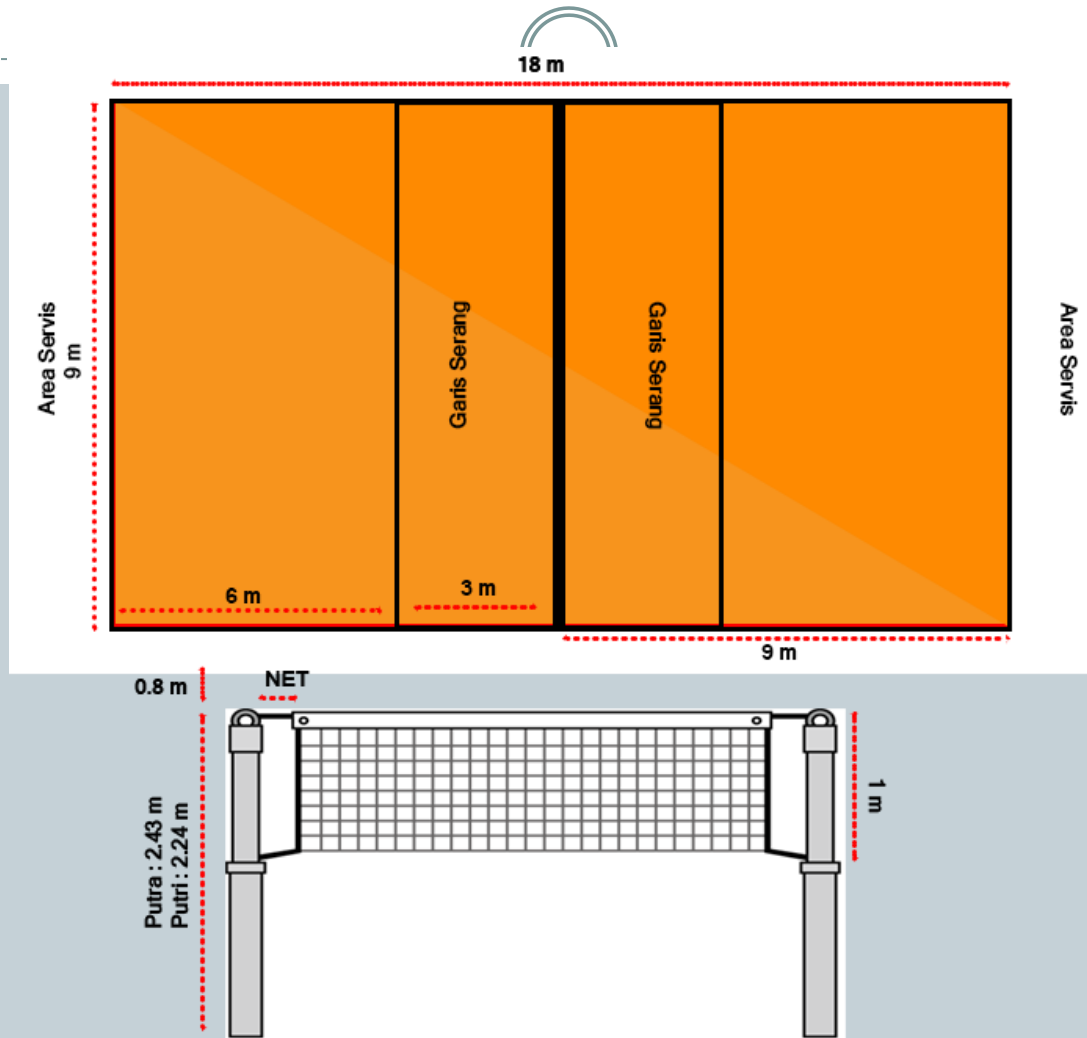 18 m
Area Servis
9 m
Garis Serang
Garis Serang
Area Servis
6 m
3 m
9 m
0.8 m
NET
Putra : 2.43 m
Putri : 2.24 m
1 m